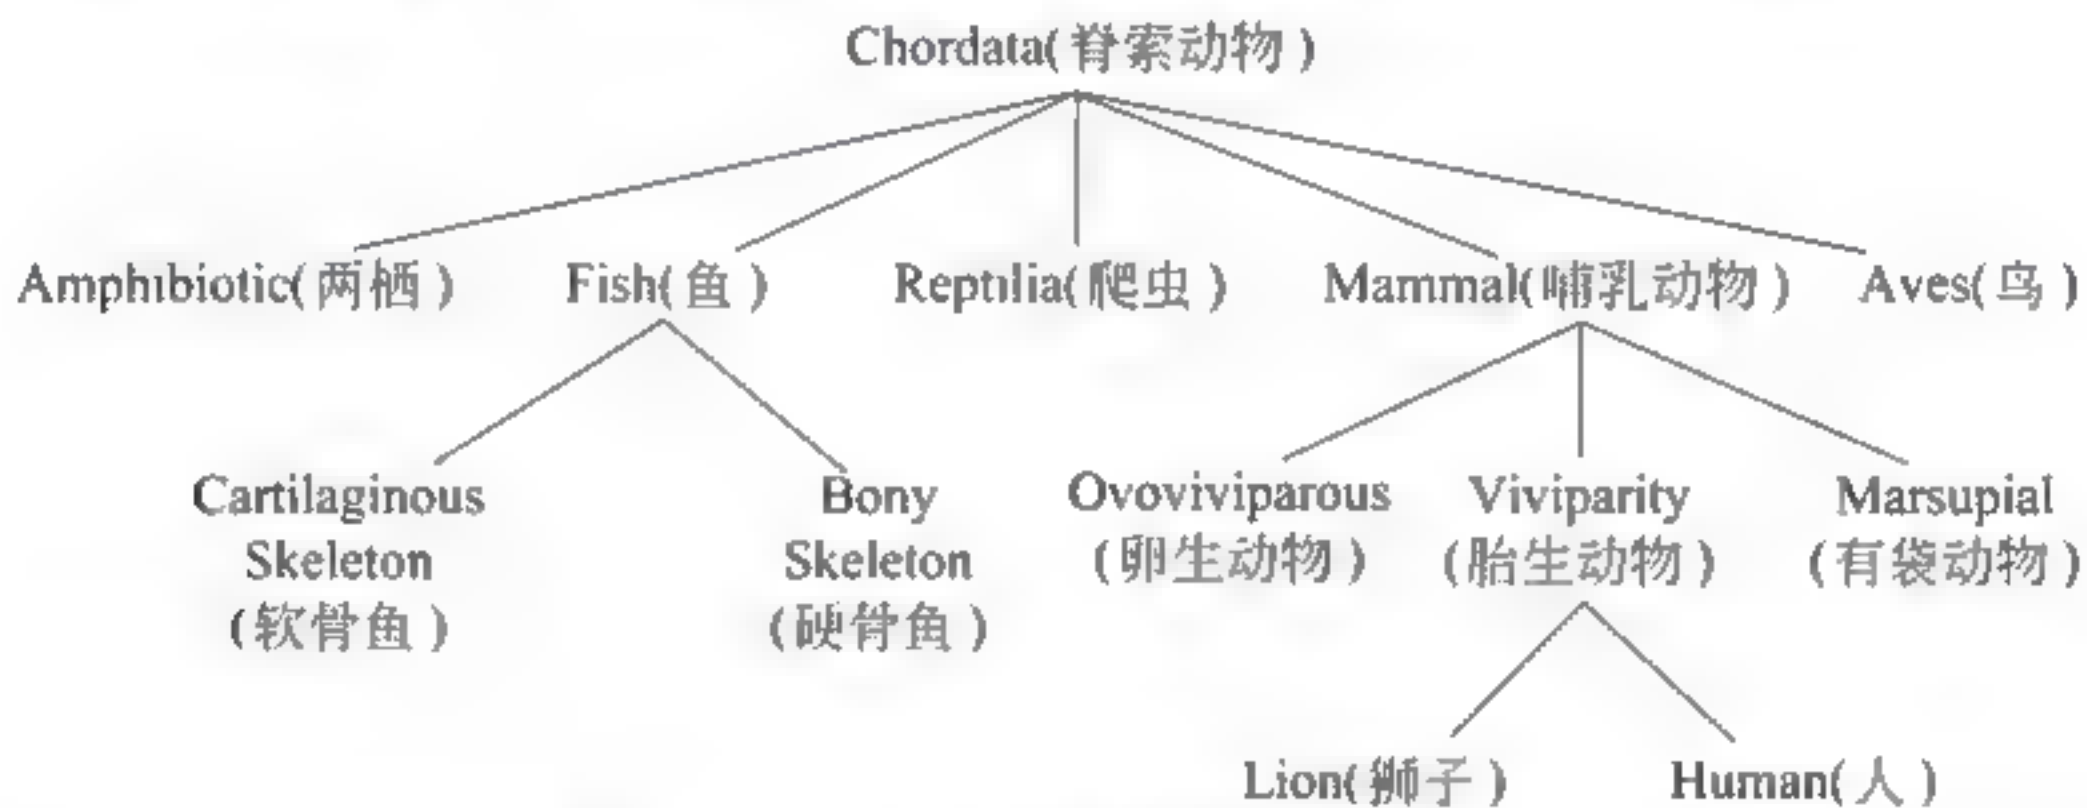 Chordata(脊索动物)
Amphibiotic(两栖) Fish(鱼) Reptilia(爬虫) Mammal(哺乳动物) Aves(鸟)
Cartilaginous Bony Ovoviviparous Viviparity Marsupial
Skeleton Skeleton (卵生动物) (胎生动物) (有袋动物)
(软骨鱼) (硬骨鱼)
Lion(狮子) Human(人)